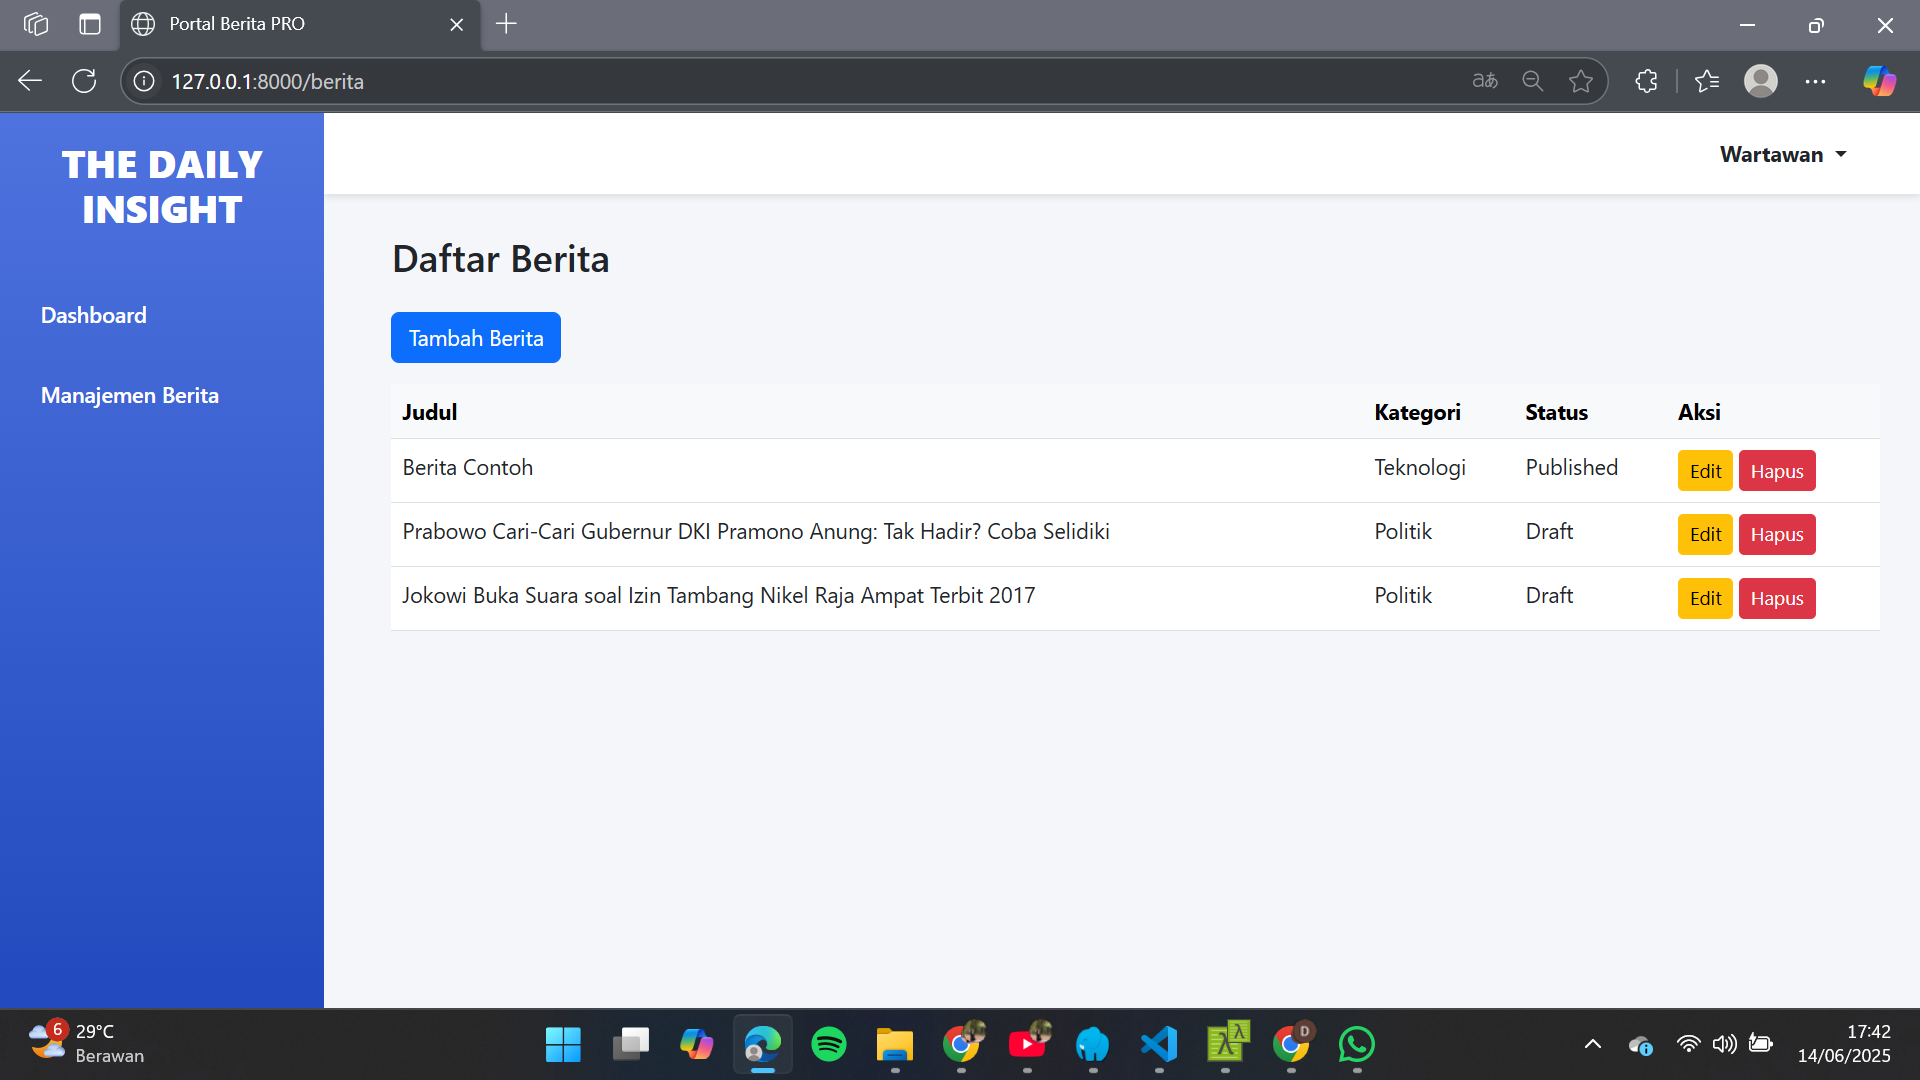 Portal Berita PRO
127.0.0.1:8000/berita
THE DAILY
INSIGHT
Wartawan
Dashboard
Manajemen Berita
Daftar Berita
Tambah Berita
Judul Kategori Status Aksi
Berita Contoh Teknologi Published Edit Hapus
Prabowo Cari-Cari Gubernur DKI Pramono Anung: Tak Hadir? Coba Selidiki Politik Draft Edit Hapus
Jokowi Buka Suara soal Izin Tambang Nikel Raja Ampat Terbit 2017 Politik Draft Edit Hapus
6 29°C
Berawan
D
17:42
14/06/2025